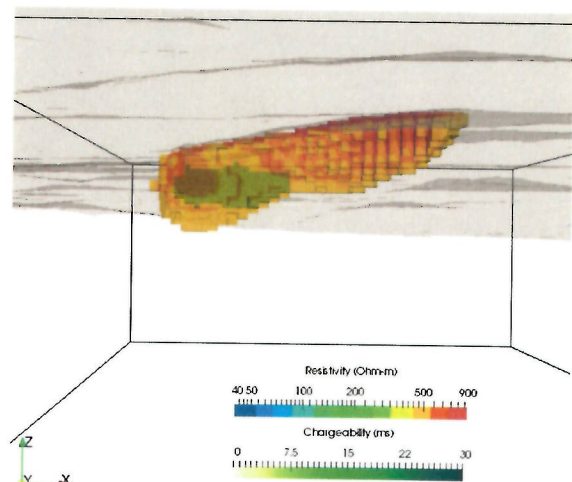 Resistivity (Ohm-m)
40 50 100 200 500 900
Chargeability (ms)
0 7.5 15 22 30
Z
Y X